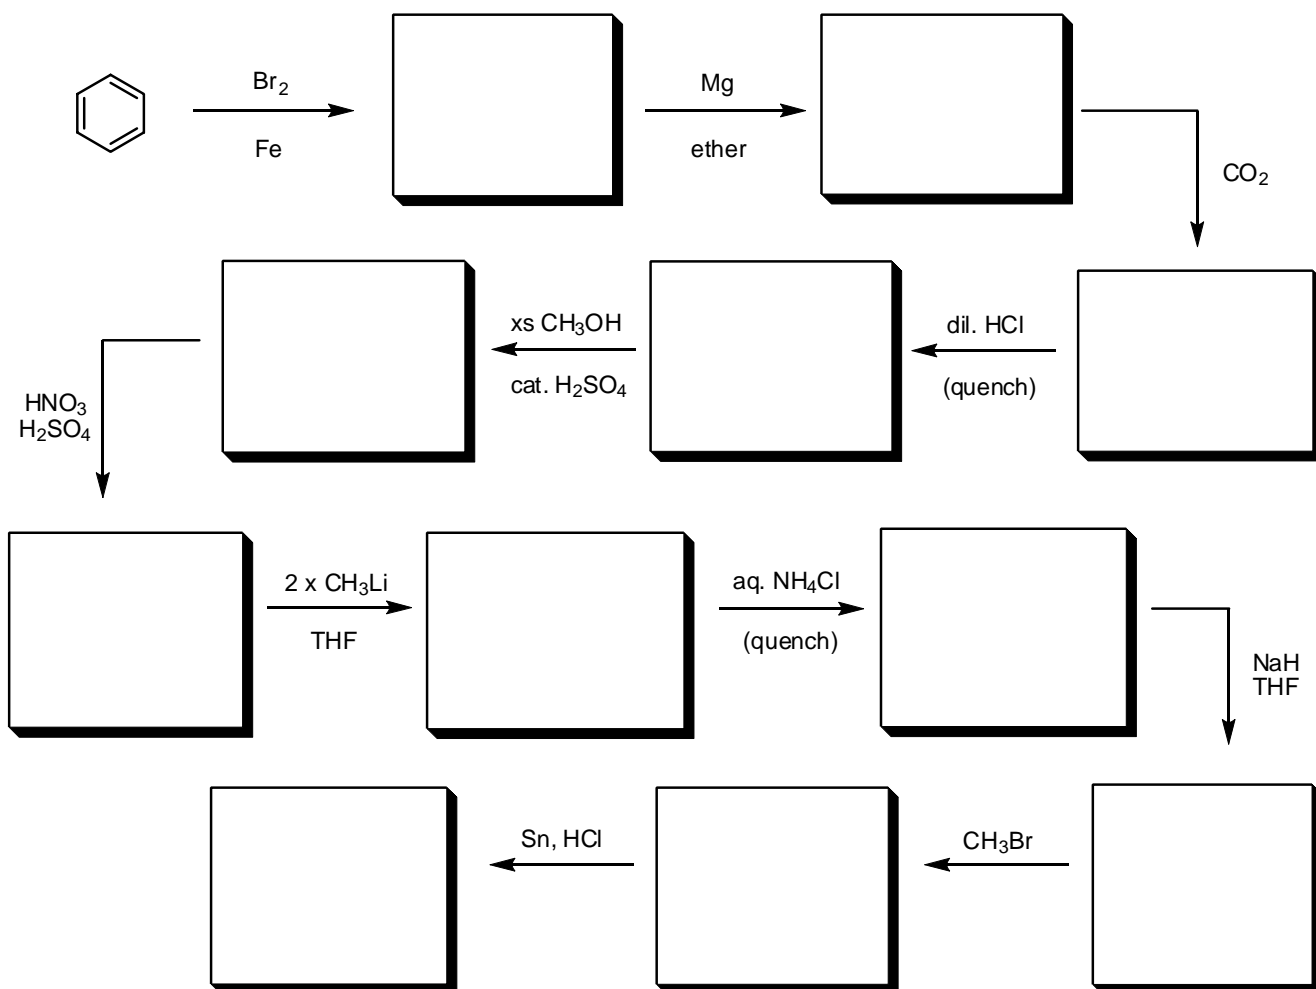 Br₂
Fe
Mg
ether
CO₂
xs CH₃OH
cat. H₂SO₄
dil. HCl
(quench)
HNO₃
H₂SO₄
2 x CH₃Li
THF
aq. NH₄Cl
(quench)
NaH
THF
Sn, HCl
CH₃Br